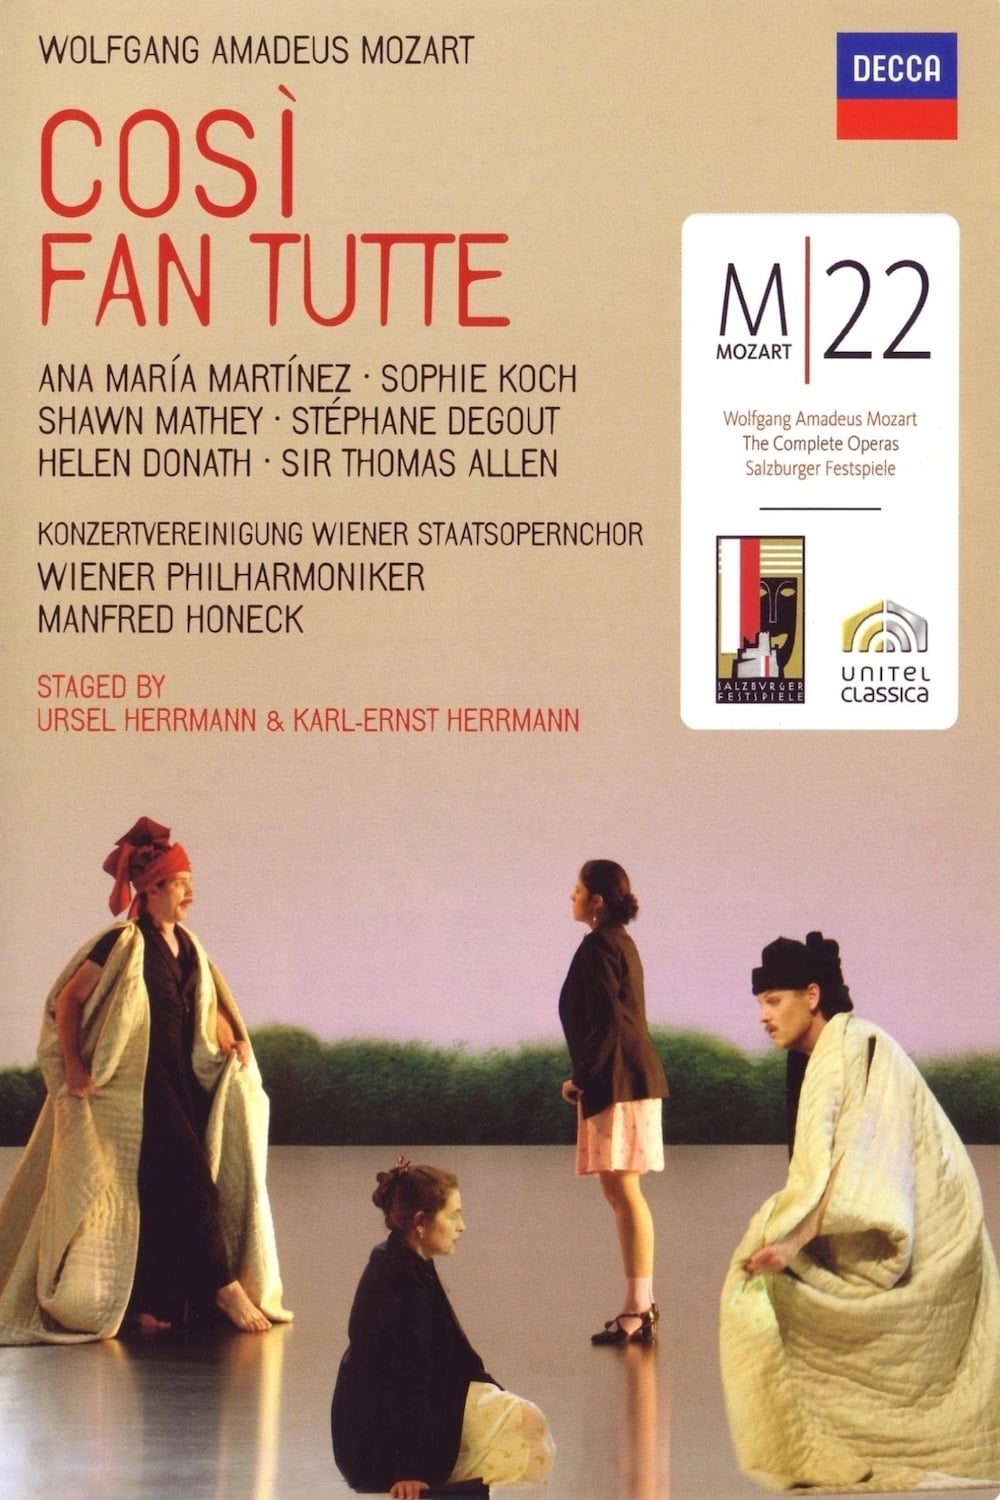 WOLFGANG AMADEUS MOZART
DECCA
COSÌ
FAN TUTTE
ANA MARÍA MARTÍNEZ · SOPHIE KOCH
SHAWN MATHEY · STÉPHANE DEGOUT
HELEN DONATH · SIR THOMAS ALLEN
KONZERTVEREINIGUNG WIENER STAATSOPERNCHOR
WIENER PHILHARMONIKER
MANFRED HONECK
STAGED BY
URSEL HERRMANN & KARL-ERNST HERRMANN
M | 22
MOZART
Wolfgang Amadeus Mozart
The Complete Operas
Salzburger Festspiele
SALZBVRGER
FESTSPIELE
UNITEL
CLASSICA